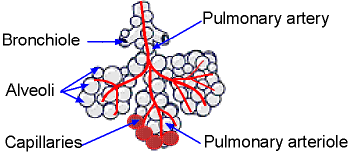 Pulmonary artery
Bronchiole
Alveoli
Capillaries
Pulmonary arteriole